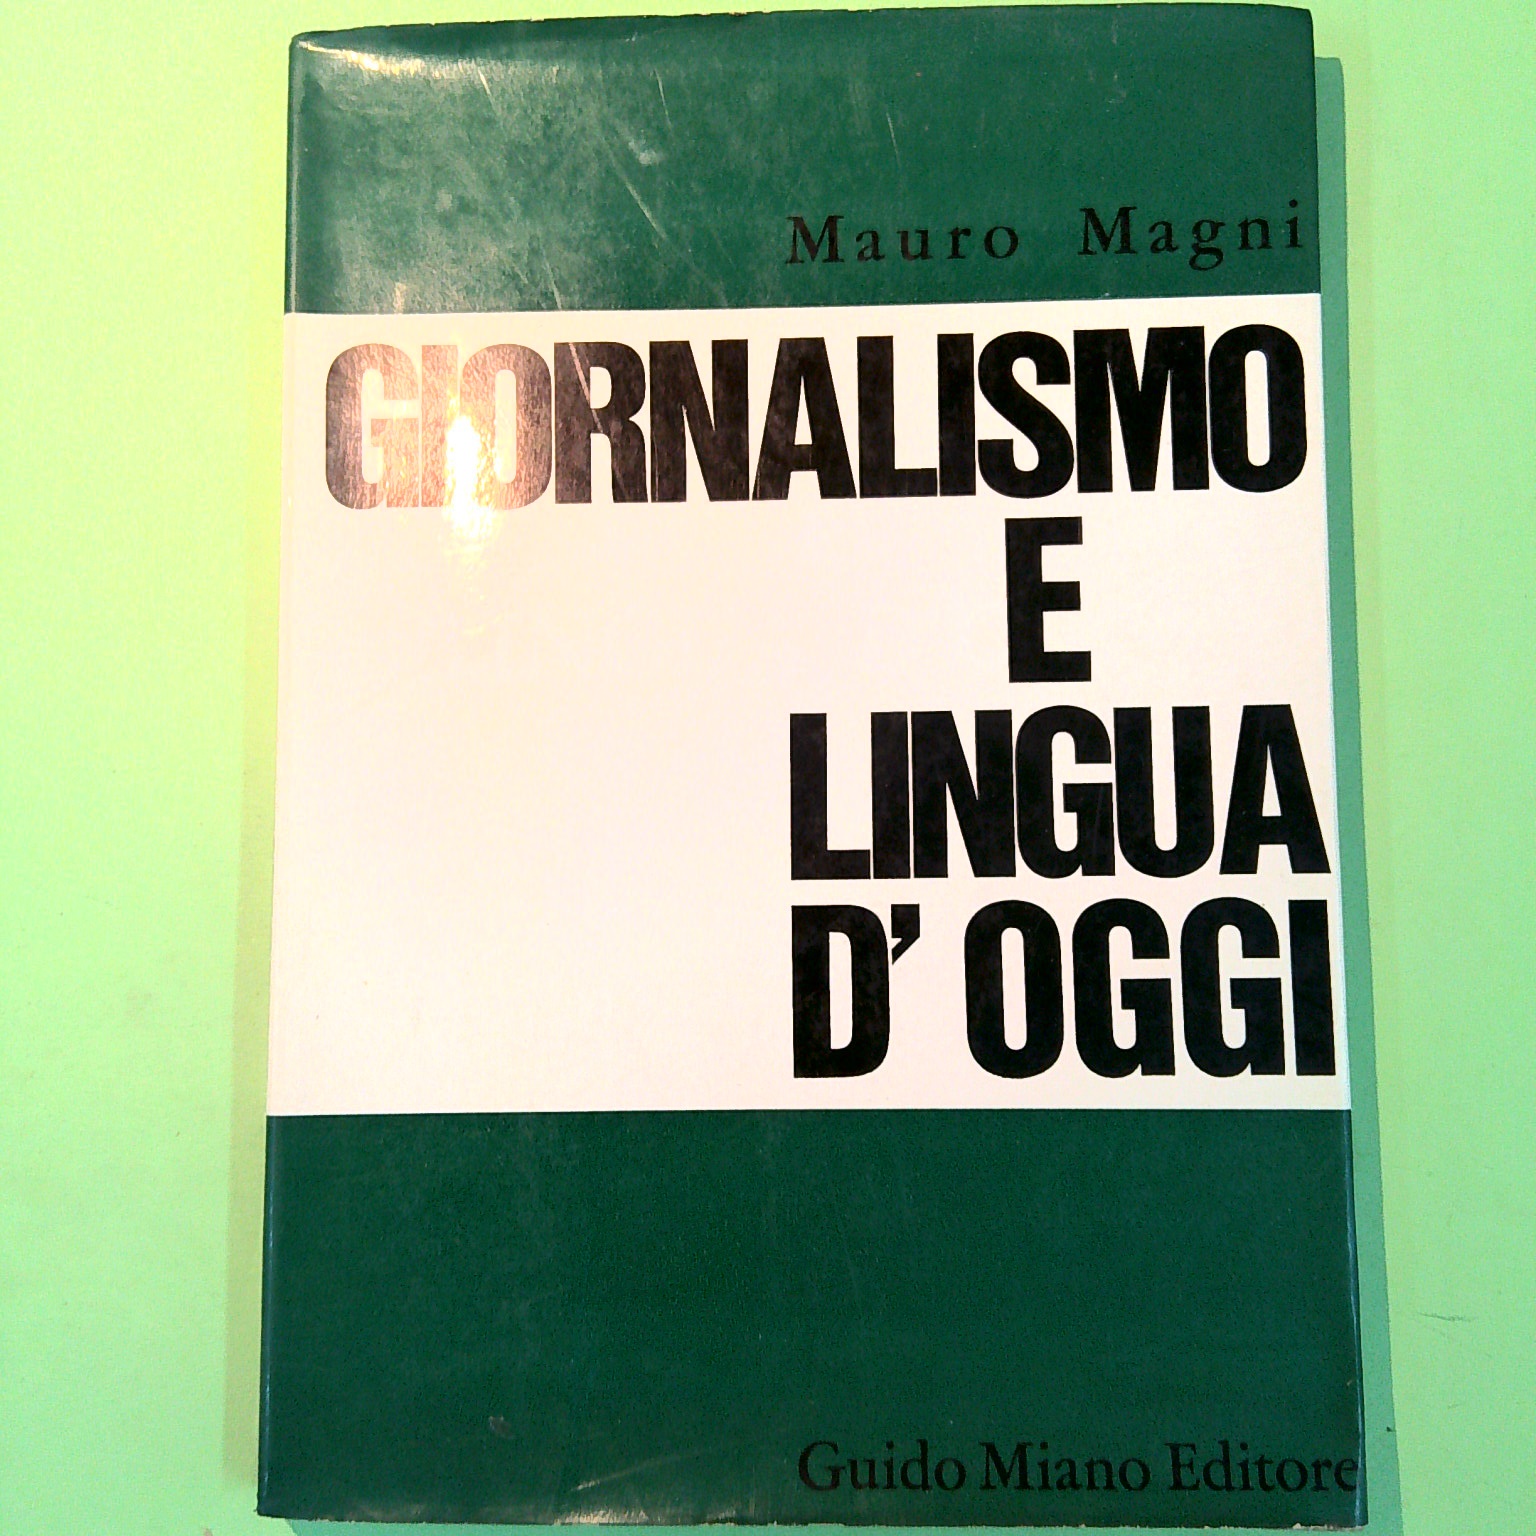 Mauro Magni
GIORNALISMO
E
LINGUA
D' OGGI
Guido Miano Editore